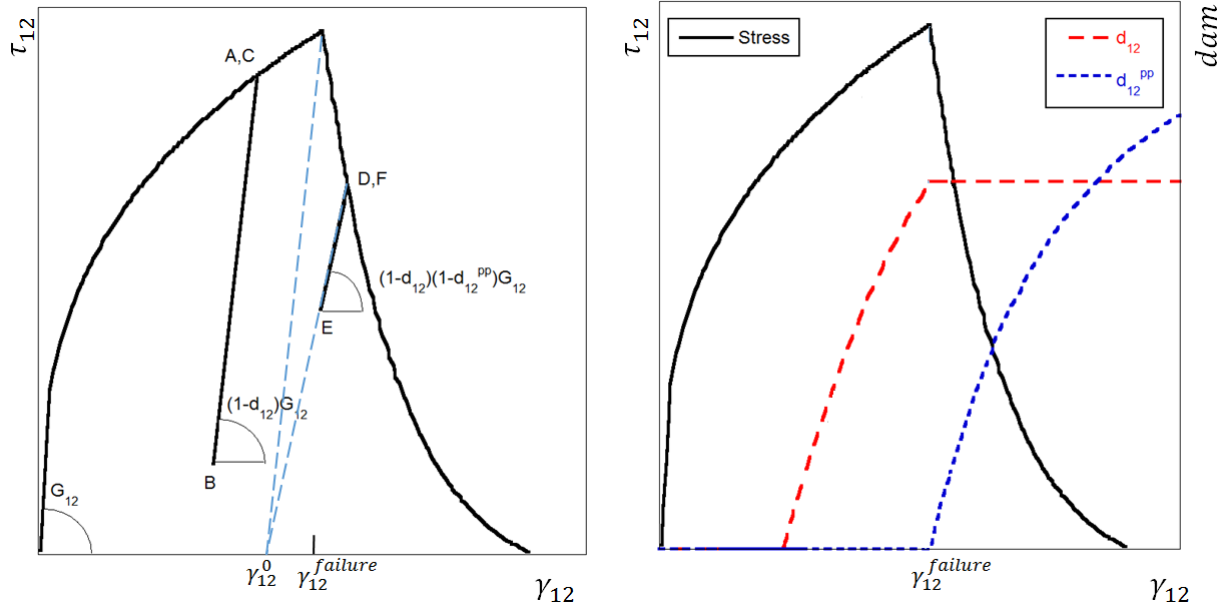 τ₁₂
A,C
D,F
(1-d₁₂)(1-d₁₂ᵖᵖ)G₁₂
E
(1-d₁₂)G₁₂
B
G₁₂
γ₁₂⁰
γ₁₂ᶠᵃⁱˡᵘʳᵉ
γ₁₂
τ₁₂
Stress
d₁₂
d₁₂ᵖᵖ
dam
γ₁₂ᶠᵃⁱˡᵘʳᵉ
γ₁₂